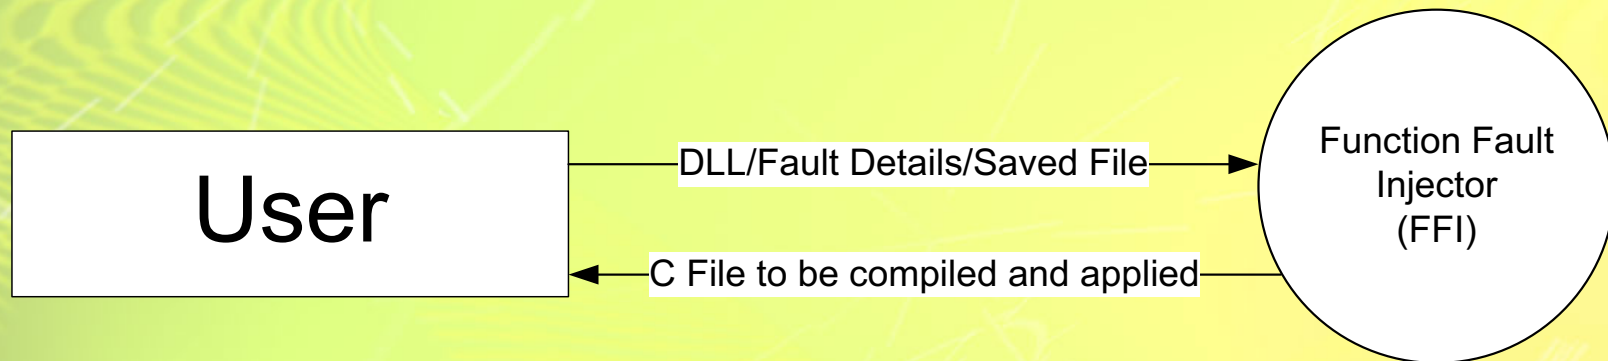 User
DLL/Fault Details/Saved File
C File to be compiled and applied
Function Fault
Injector
(FFI)